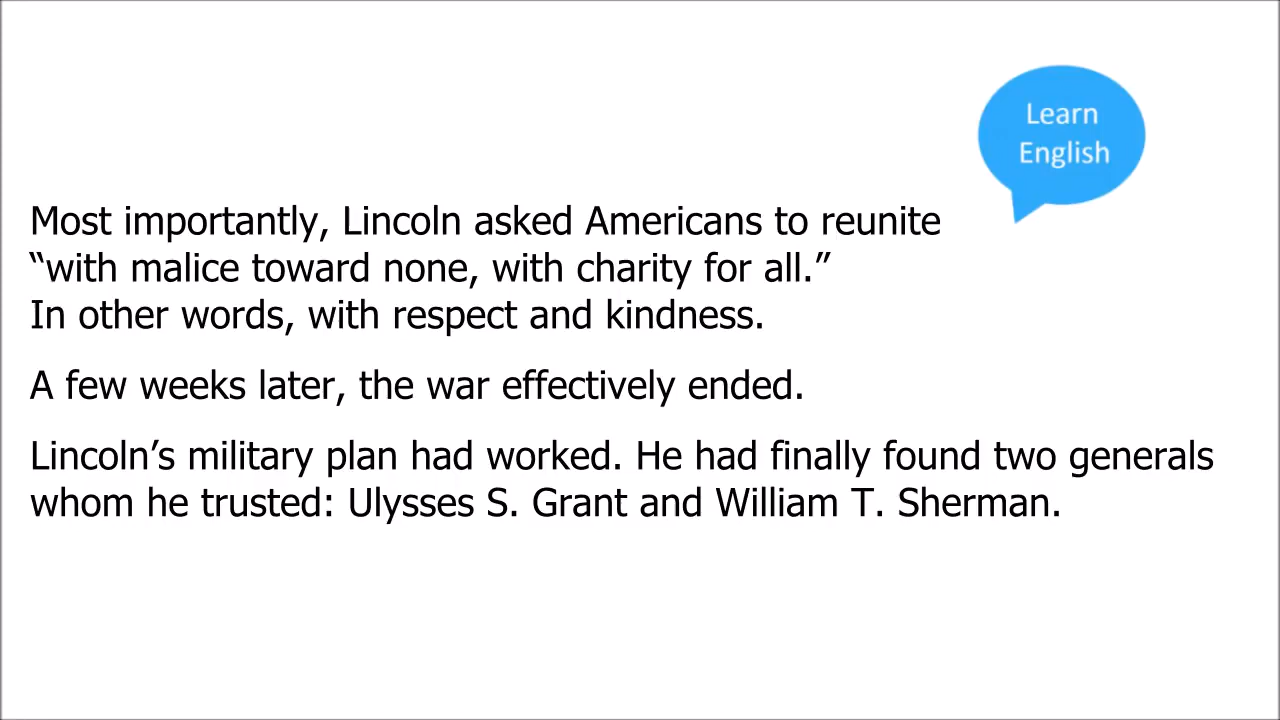 Learn
English
Most importantly, Lincoln asked Americans to reunite
“with malice toward none, with charity for all.”
In other words, with respect and kindness.
A few weeks later, the war effectively ended.
Lincoln’s military plan had worked. He had finally found two generals
whom he trusted: Ulysses S. Grant and William T. Sherman.